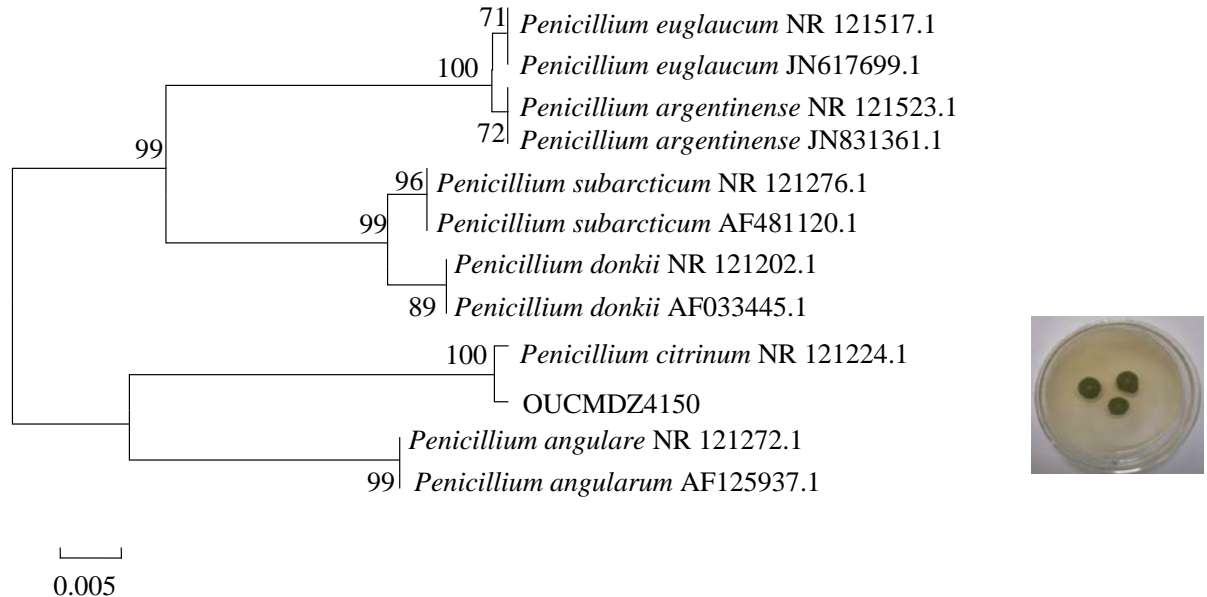 71
Penicillium euglaucum NR 121517.1
100
Penicillium euglaucum JN617699.1
Penicillium argentinense NR 121523.1
72
Penicillium argentinense JN831361.1
99
96
Penicillium subarcticum NR 121276.1
99
Penicillium subarcticum AF481120.1
Penicillium donkii NR 121202.1
89
Penicillium donkii AF033445.1
100
Penicillium citrinum NR 121224.1
OUCMDZ4150
Penicillium angulare NR 121272.1
99
Penicillium angularum AF125937.1
0.005